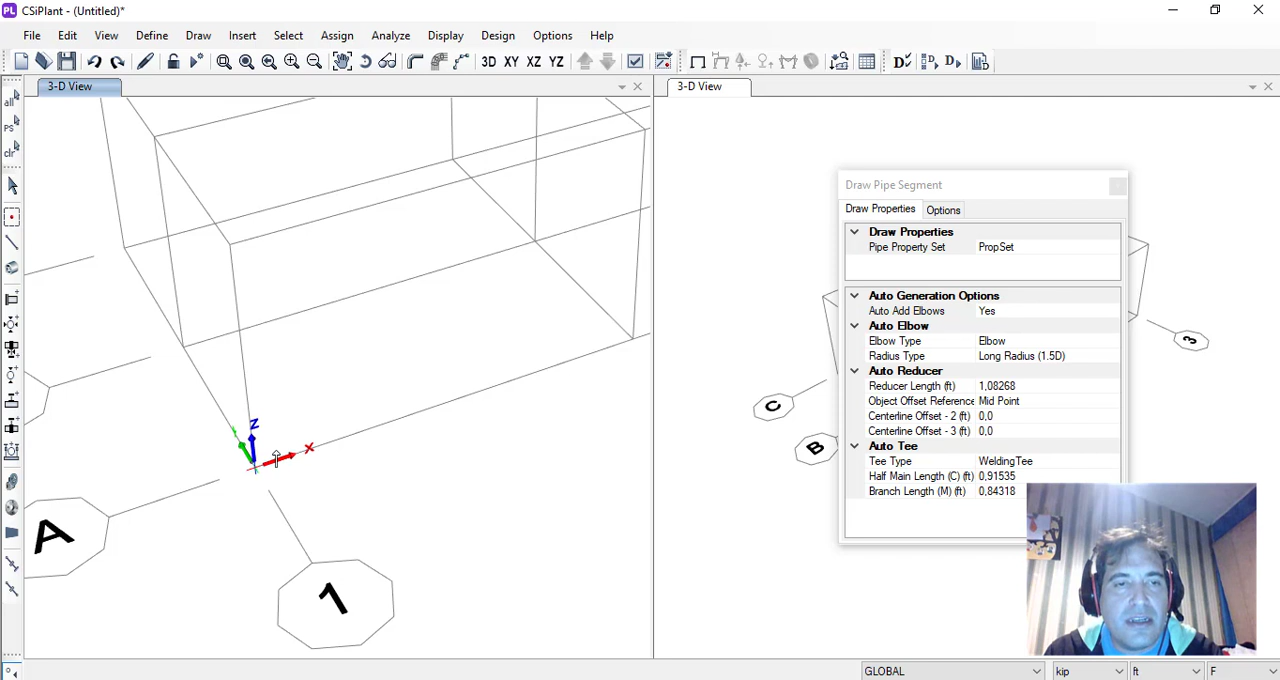 PL CSiPlant - (Untitled)*
File Edit View Define Draw Insert Select Assign Analyze Display Design Options Help
3D XY XZ YZ
3-D View
3-D View
all
PS
clr
Draw Pipe Segment
Draw Properties Options
Draw Properties
Pipe Property Set PropSet
Auto Generation Options
Auto Add Elbows Yes
Auto Elbow
Elbow Type Elbow
Radius Type Long Radius (1.5D)
Auto Reducer
Reducer Length (ft) 1,08268
Object Offset Reference Mid Point
Centerline Offset - 2 (ft) 0,0
Centerline Offset - 3 (ft) 0,0
Auto Tee
Tee Type WeldingTee
Half Main Length (C) (ft) 0,91535
Branch Length (M) (ft) 0,84318
3
C
B
Z
Y
X
A
1
GLOBAL kip ft F